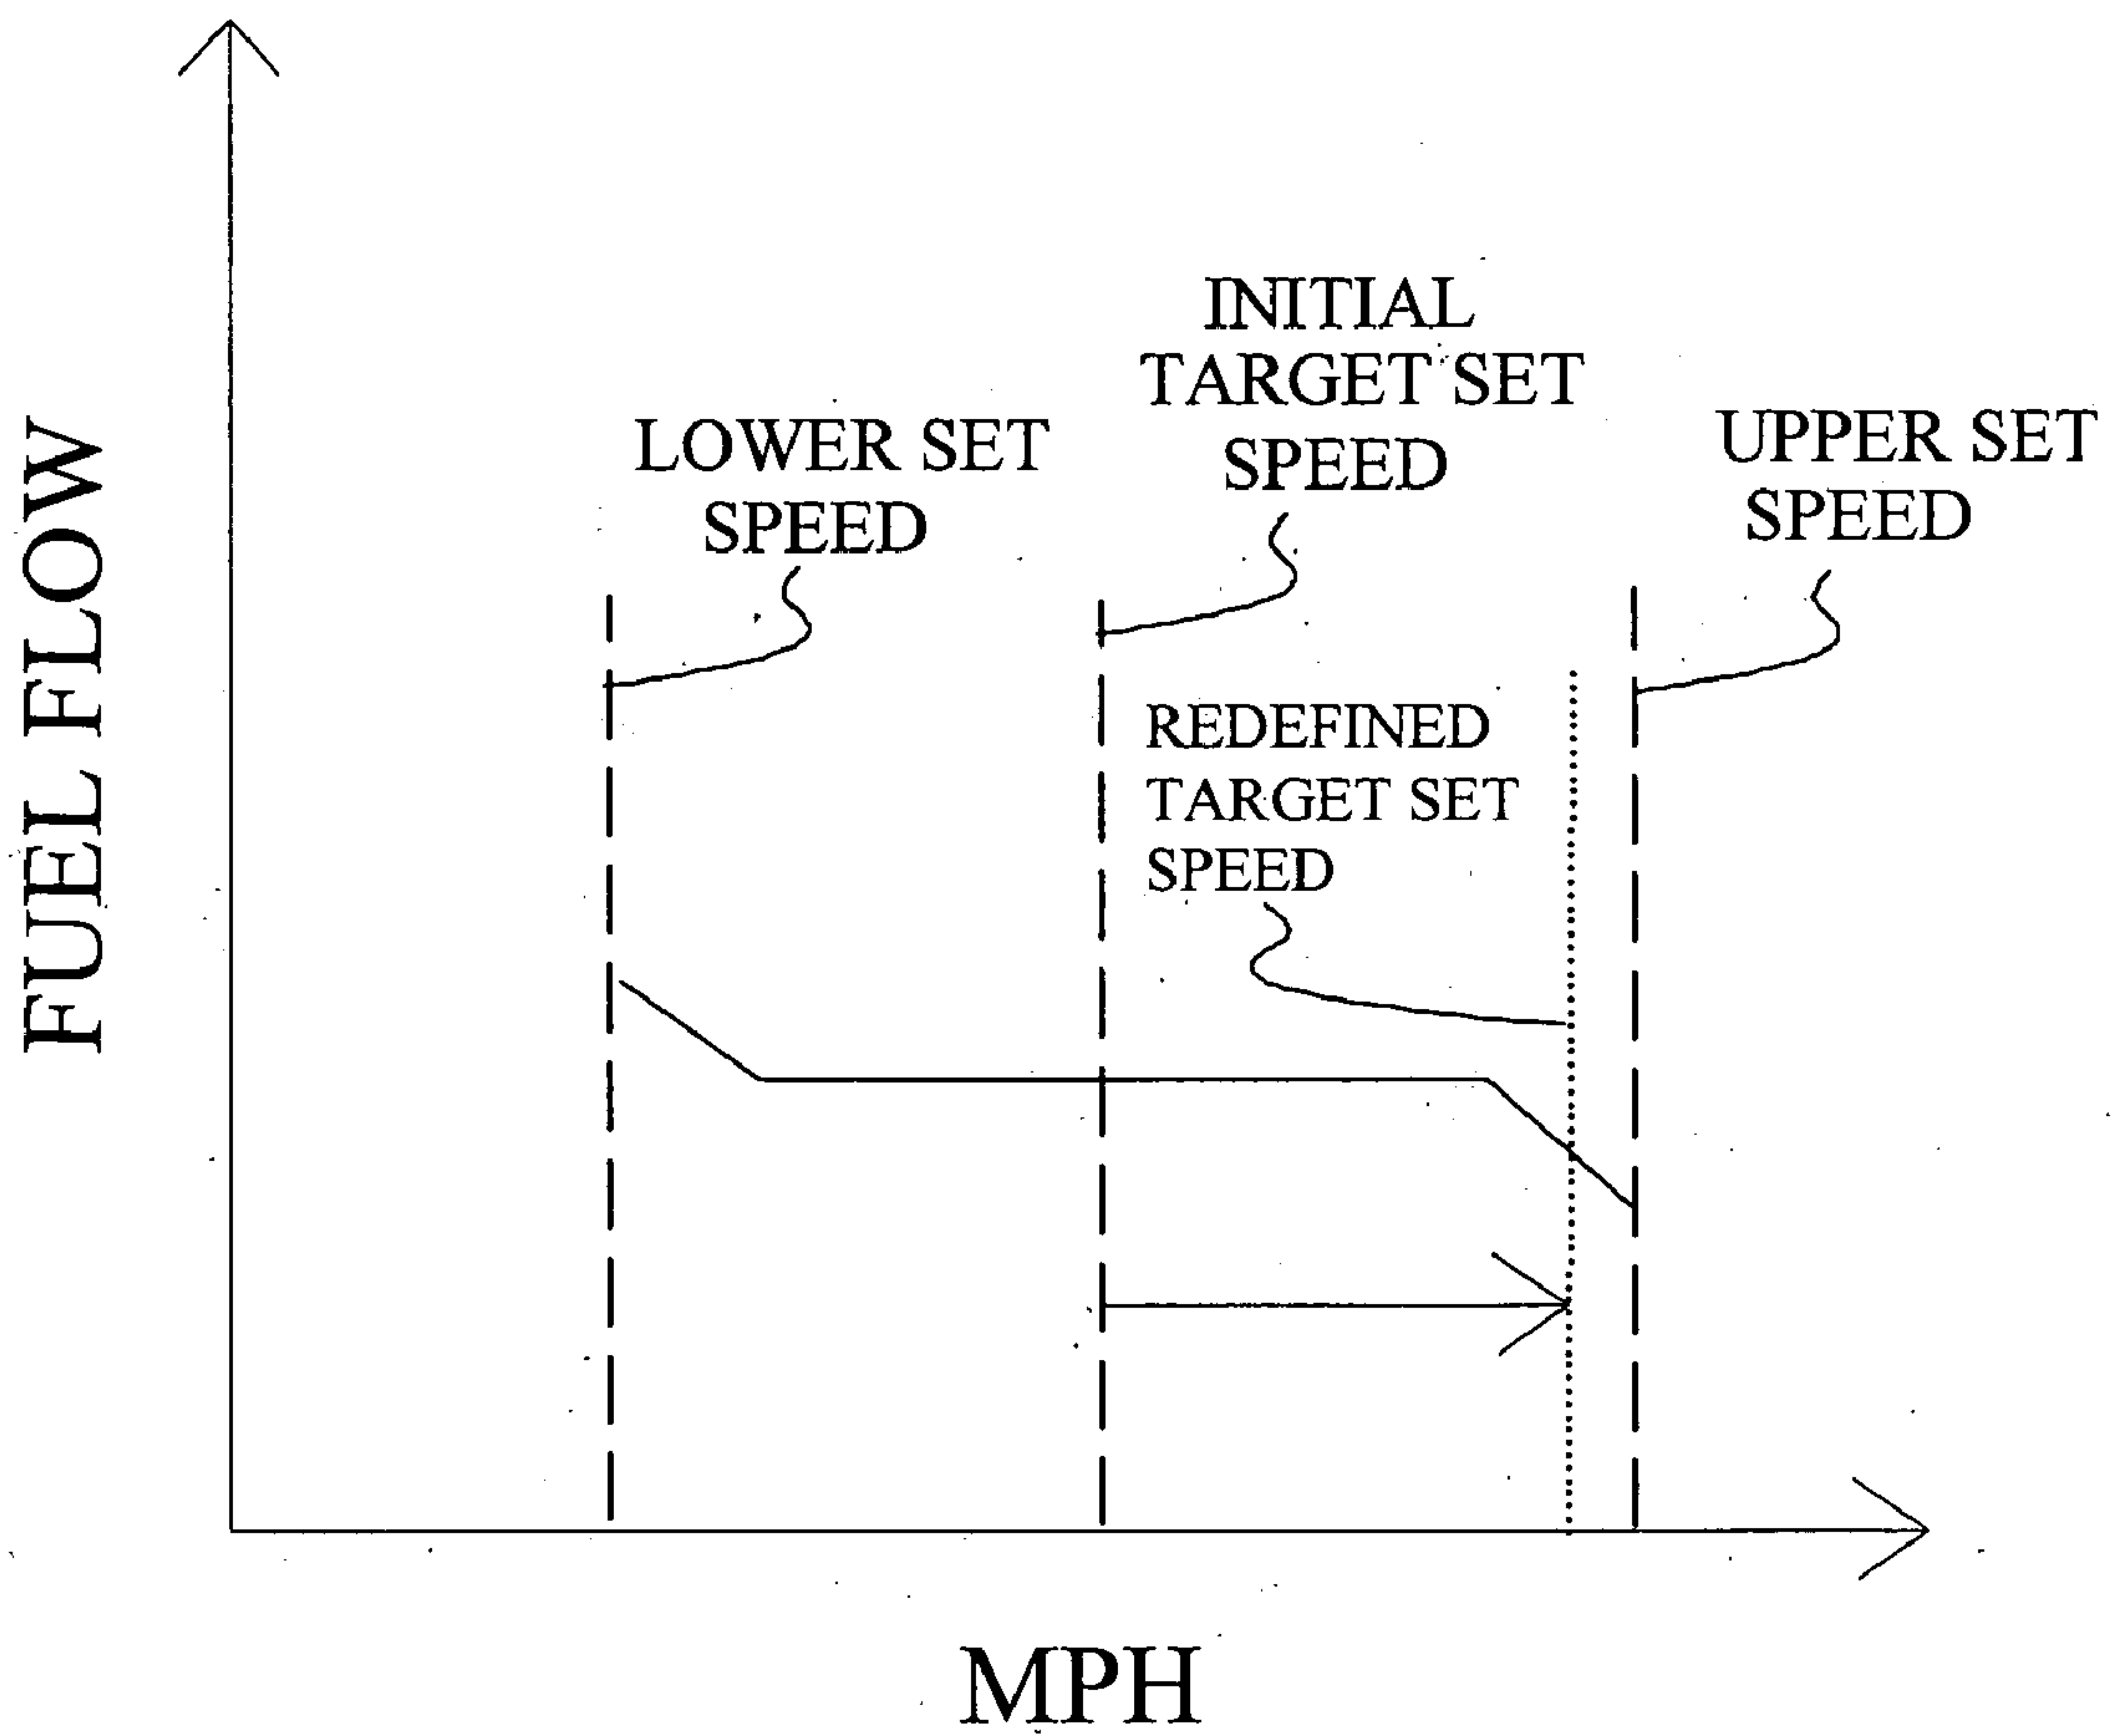 FUEL FLOW
INITIAL
TARGET SET
SPEED
LOWER SET
SPEED
UPPER SET
SPEED
REDEFINED
TARGET SET
SPEED
MPH